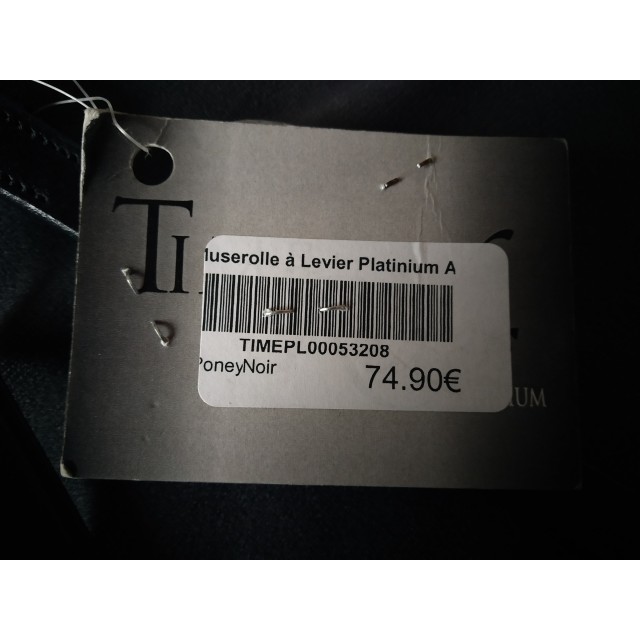 Muserolle à Levier Platinium A
TIMEPL00053208
PoneyNoir
74.90€